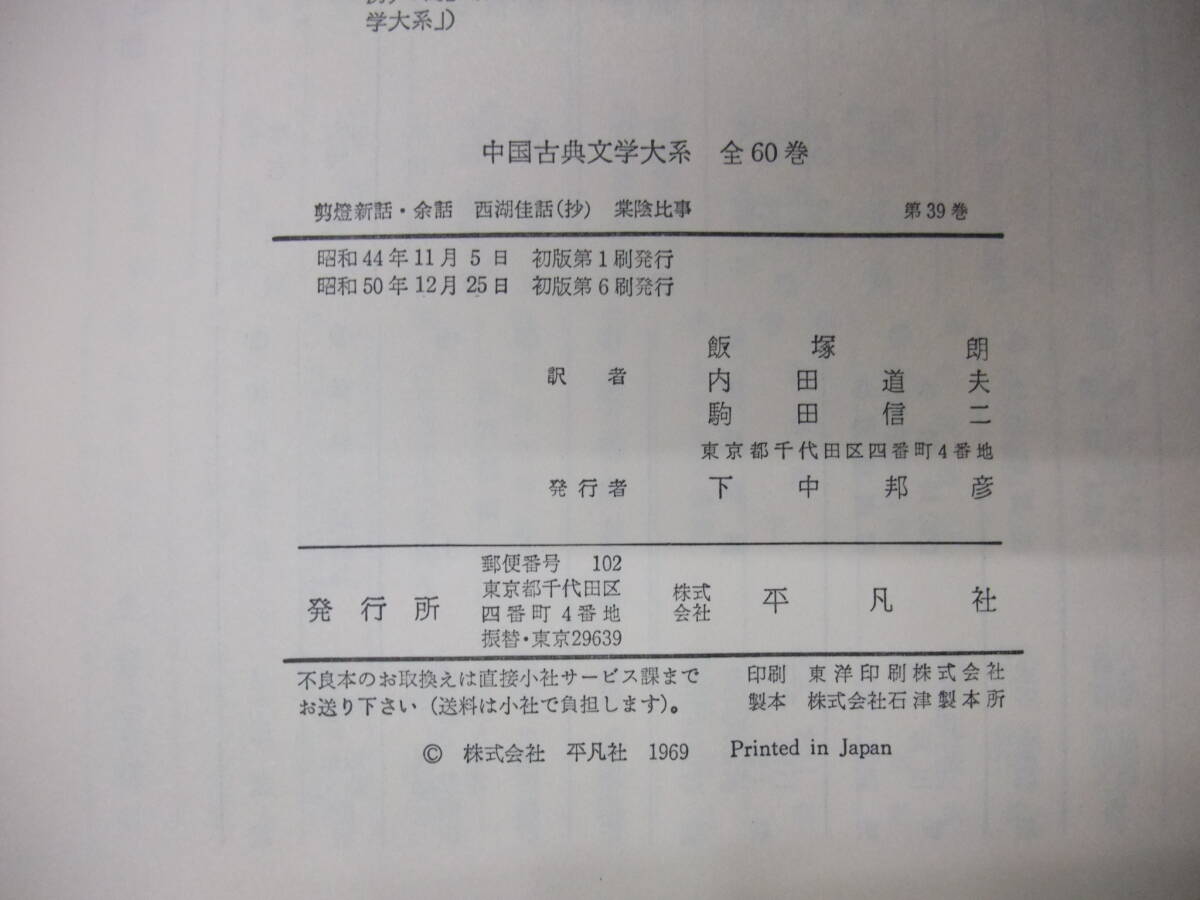 学大系」)
中国古典文学大系 全60巻
剪燈新話・余話 西湖佳話(抄) 棠陰比事 第39巻
昭和44年11月5日 初版第1刷発行
昭和50年12月25日 初版第6刷発行
訳者 飯塚朗
内田道夫
駒田信二
東京都千代田区四番町4番地
発行者 下中邦彦
発行所 郵便番号 102
東京都千代田区
四番町4番地
振替・東京29639
株式会社 平凡社
不良本のお取換えは直接小社サービス課まで
お送り下さい(送料は小社で負担します)。
印刷 東洋印刷株式会社
製本 株式会社石津製本所
© 株式会社 平凡社 1969 Printed in Japan